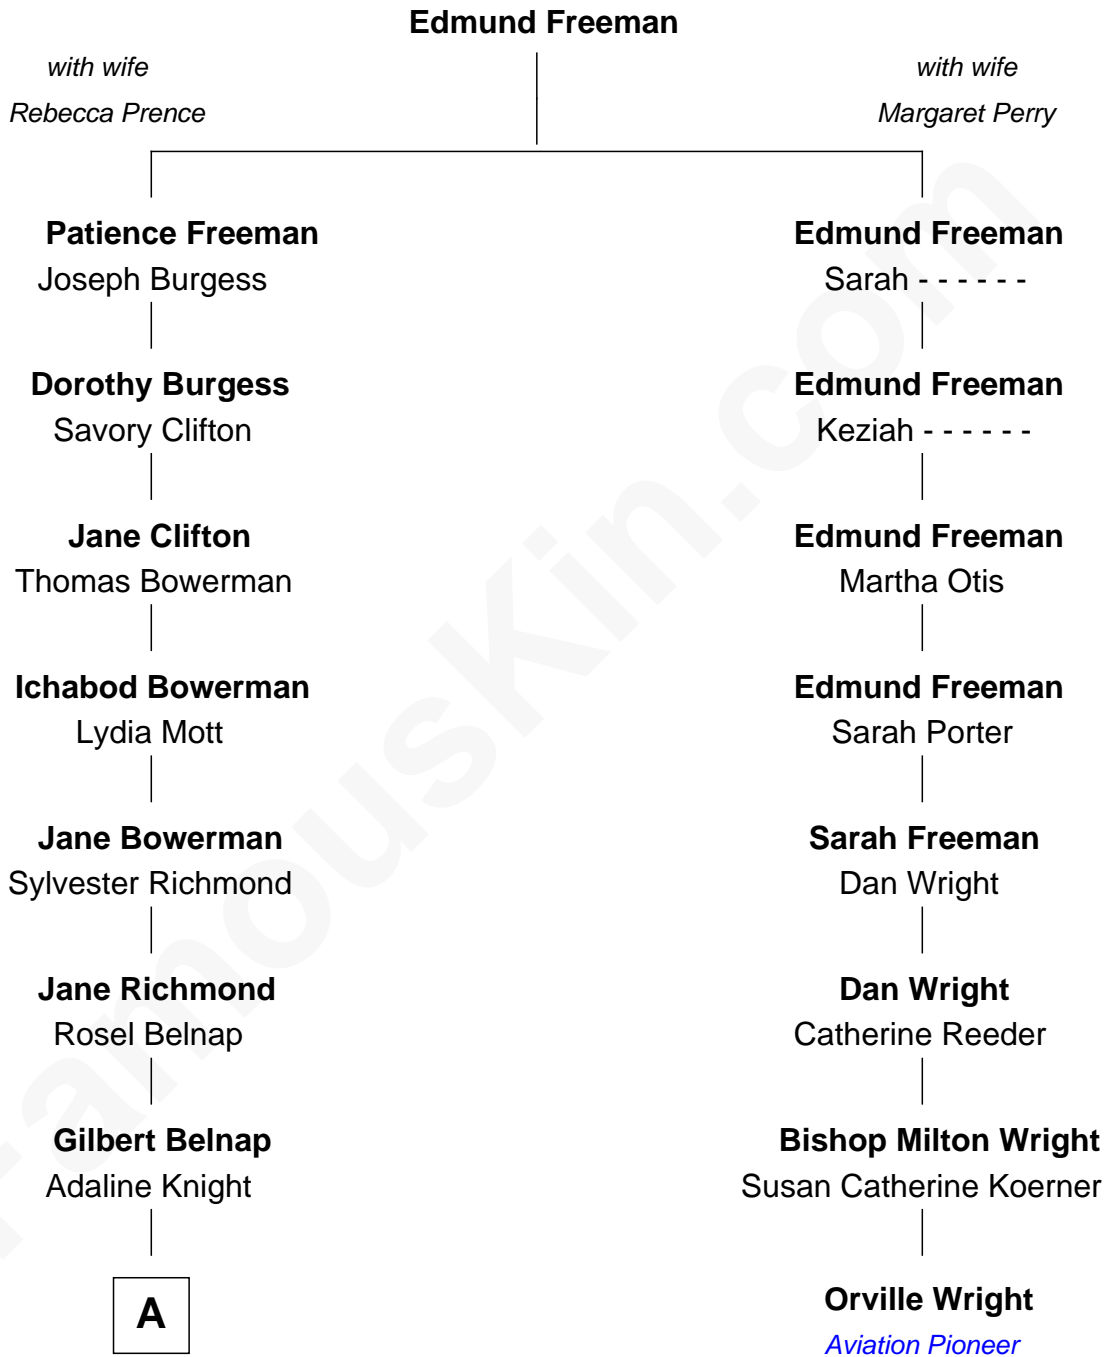 Edmund Freeman
with wife
Rebecca Prence
with wife
Margaret Perry
Patience Freeman
Joseph Burgess
Edmund Freeman
Sarah - - - - - -
Dorothy Burgess
Savory Clifton
Edmund Freeman
Keziah - - - - - -
Jane Clifton
Thomas Bowerman
Edmund Freeman
Martha Otis
Ichabod Bowerman
Lydia Mott
Edmund Freeman
Sarah Porter
Jane Bowerman
Sylvester Richmond
Sarah Freeman
Dan Wright
Jane Richmond
Rosel Belnap
Dan Wright
Catherine Reeder
Gilbert Belnap
Adaline Knight
Bishop Milton Wright
Susan Catherine Koerner
A
Orville Wright
Aviation Pioneer
FamousKin.com